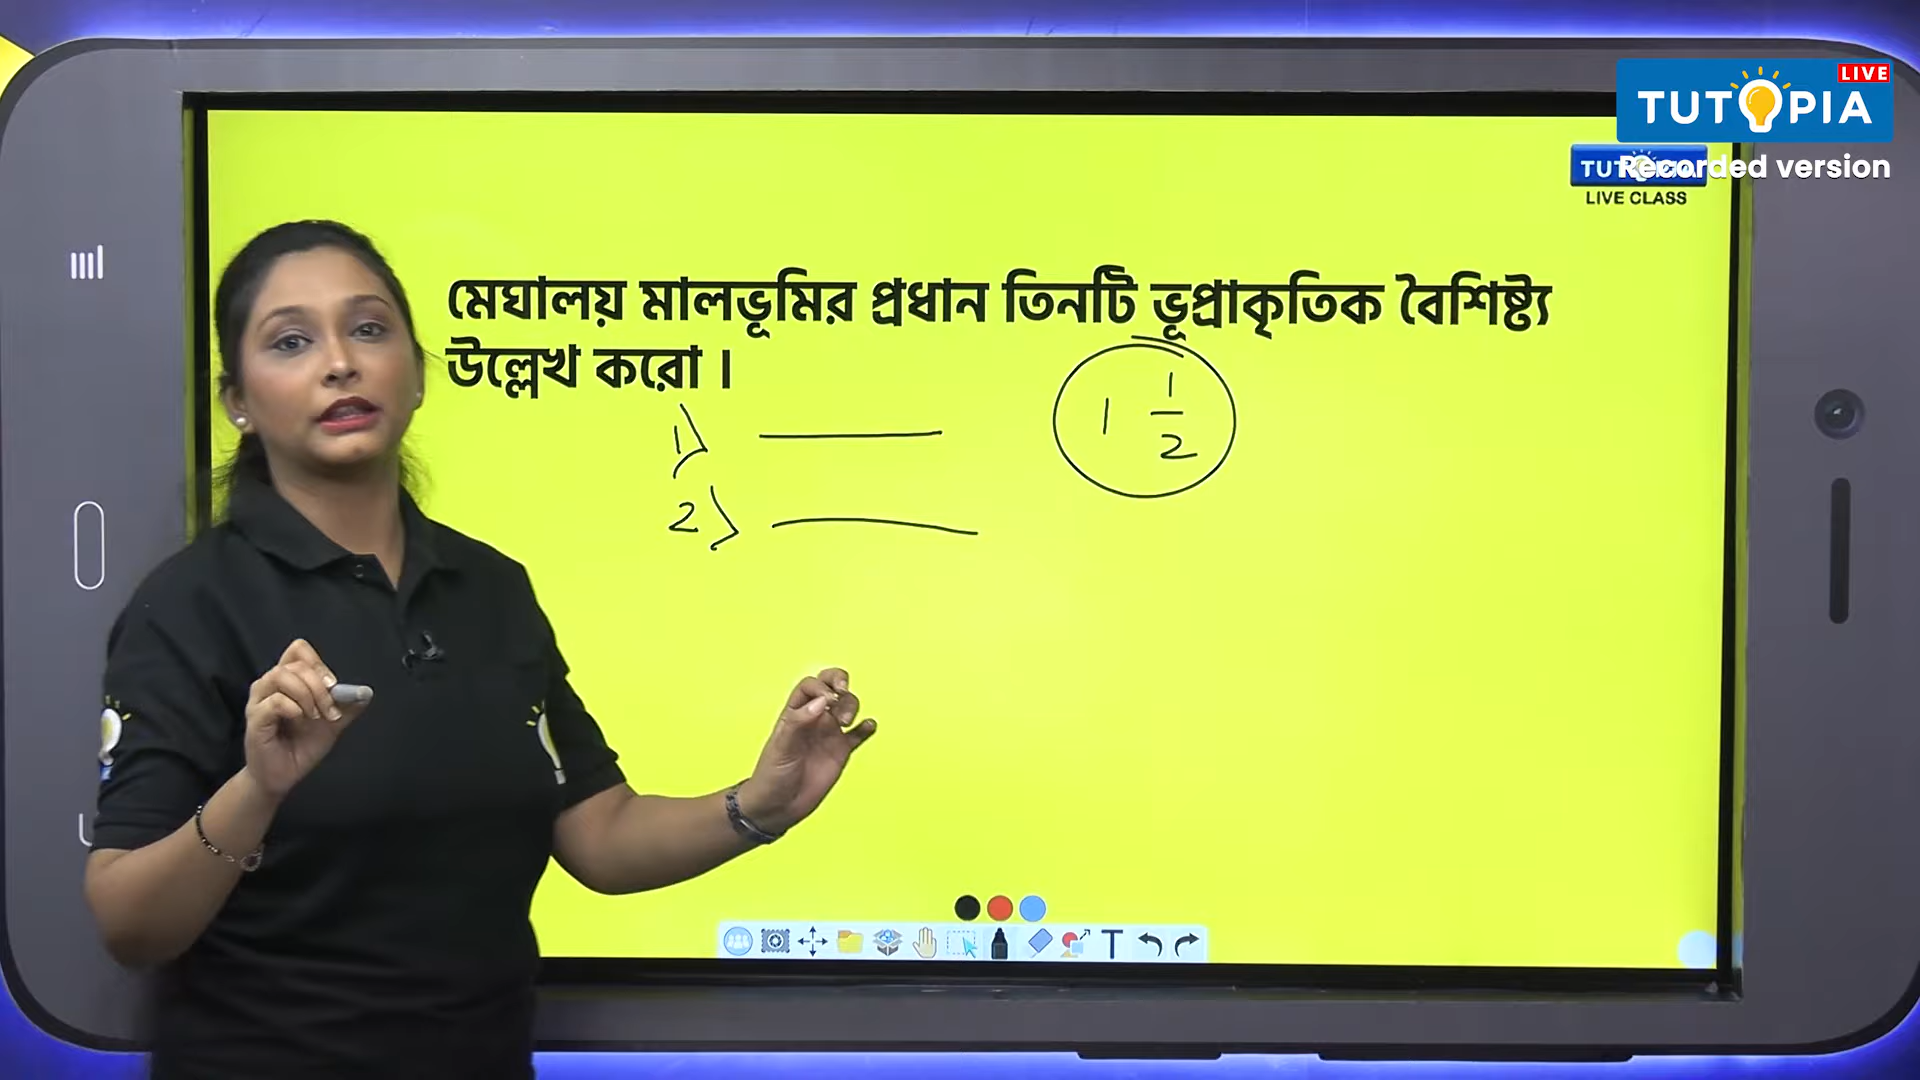 LIVE
TUTOPIA
Recorded version
LIVE CLASS
মেঘালয় মালভূমির প্রধান তিনটি ভূপ্রাকৃতিক বৈশিষ্ট্য
উল্লেখ করো ।
1)
1 1/2
2)
T